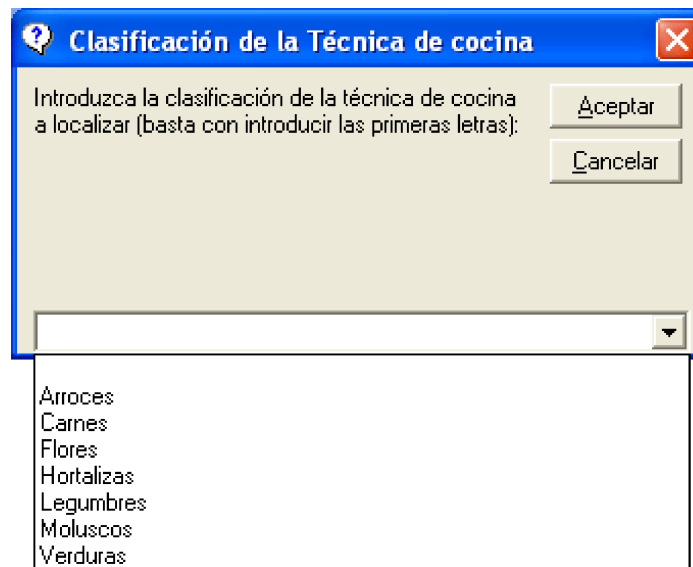 Clasificación de la Técnica de cocina
Introduzca la clasificación de la técnica de cocina
a localizar (basta con introducir las primeras letras):
Aceptar
Cancelar
Arroces
Carnes
Flores
Hortalizas
Legumbres
Moluscos
Verduras